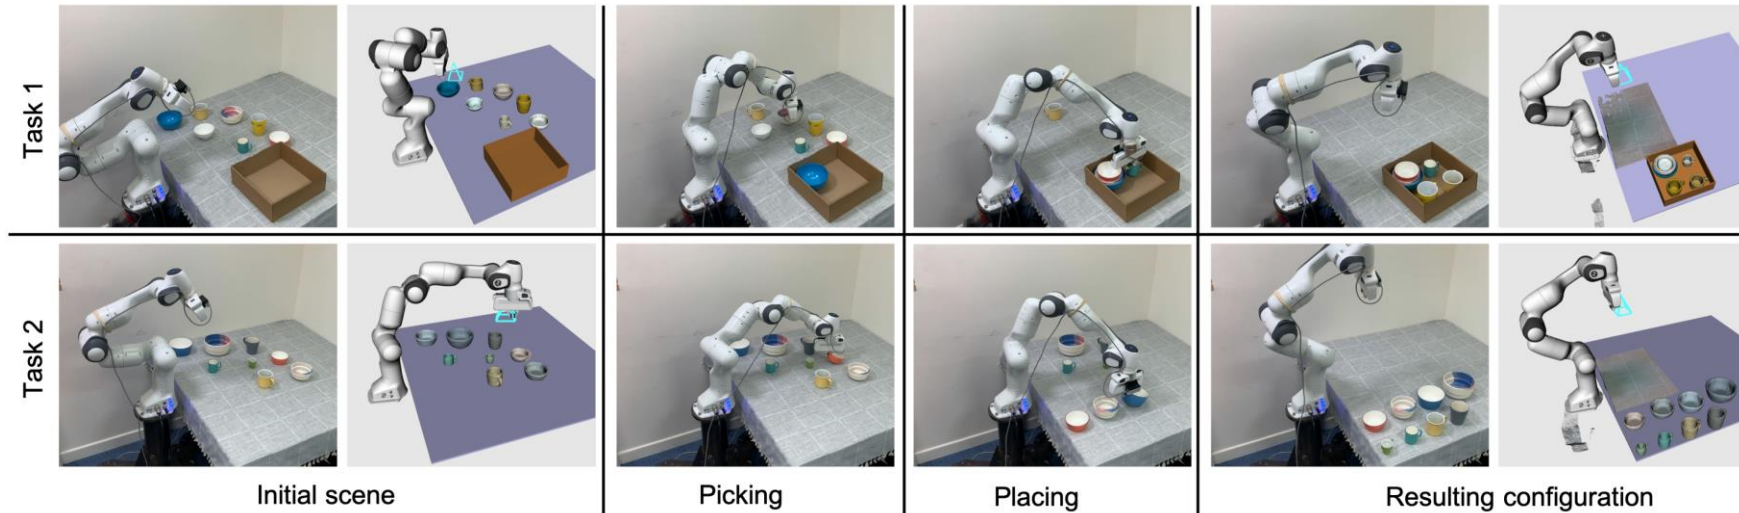 Task 1
Task 2
Initial scene
Picking
Placing
Resulting configuration